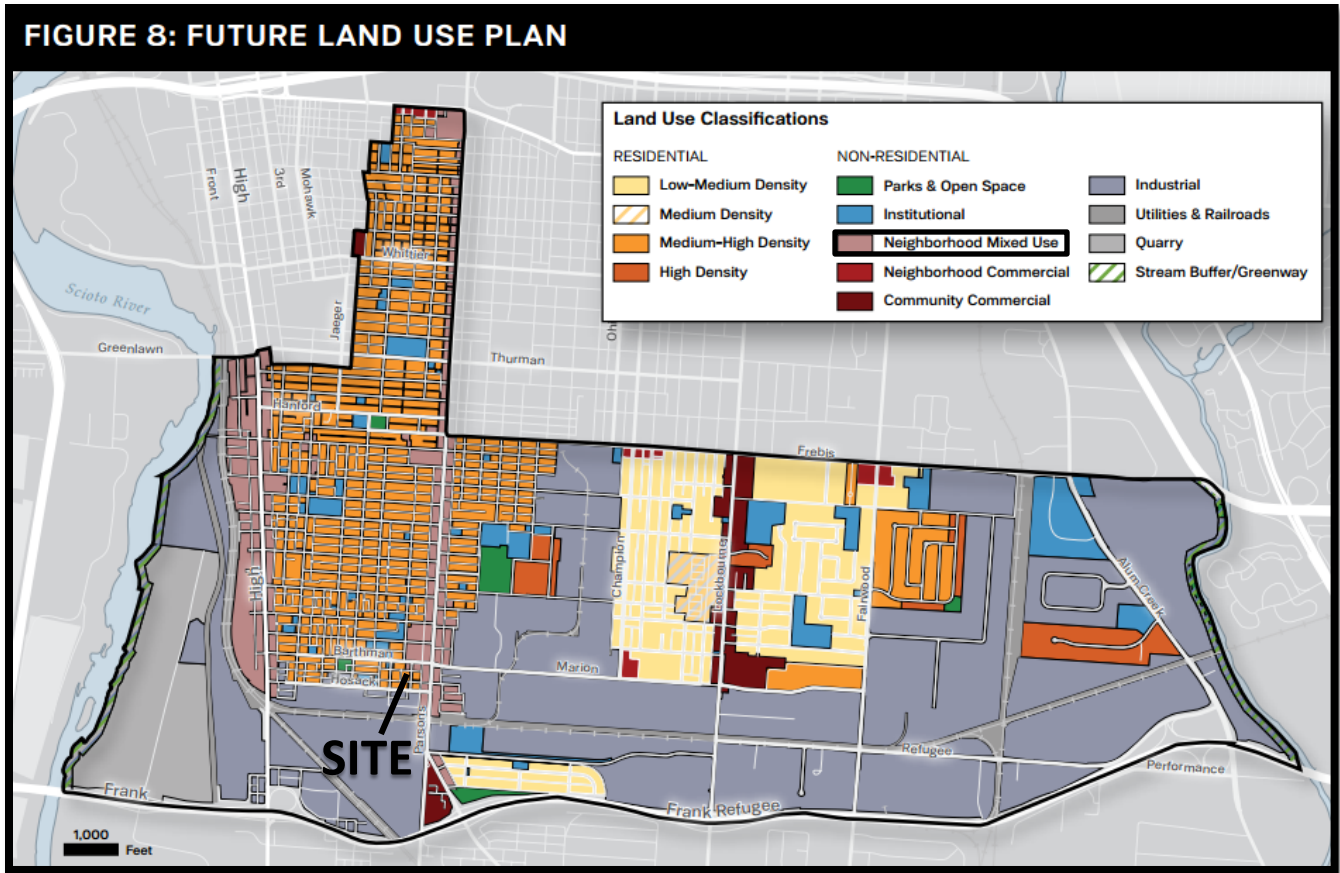 FIGURE 8: FUTURE LAND USE PLAN
Land Use Classifications
RESIDENTIAL
Low-Medium Density
Medium Density
Medium-High Density
High Density
NON-RESIDENTIAL
Parks & Open Space
Institutional
Neighborhood Mixed Use
Neighborhood Commercial
Community Commercial
Industrial
Utilities & Railroads
Quarry
Stream Buffer/Greenway
Front
High
3rd
Mohawk
Whittier
Scioto River
Jaeger
Oh
Greenlawn
Thurman
Hanford
Frebis
Champion
Lockbourne
Fairwood
Alum Creek
High
Barthman
Marion
Hosack
Parsons
SITE
Refugee
Performance
Frank
Frank Refugee
1,000
Feet